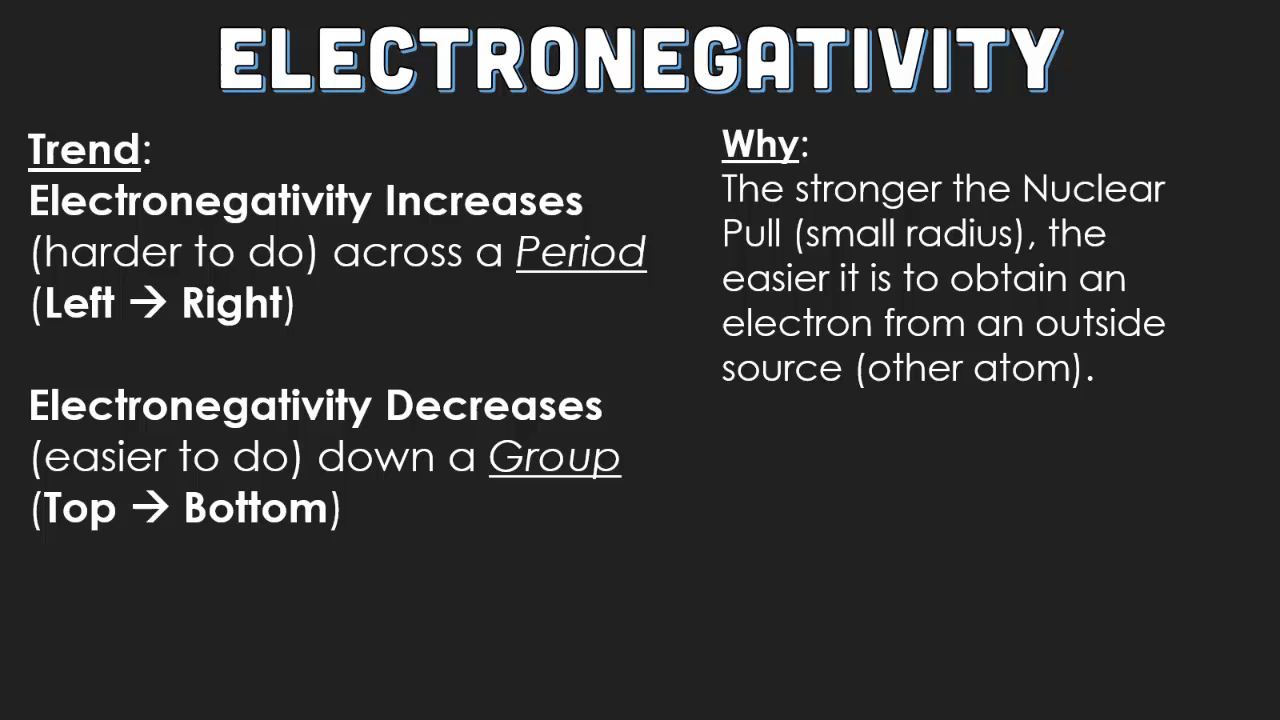 ELECTRONEGATIVITY
Trend:
Electronegativity Increases
(harder to do) across a Period
(Left → Right)
Electronegativity Decreases
(easier to do) down a Group
(Top → Bottom)
Why:
The stronger the Nuclear
Pull (small radius), the
easier it is to obtain an
electron from an outside
source (other atom).